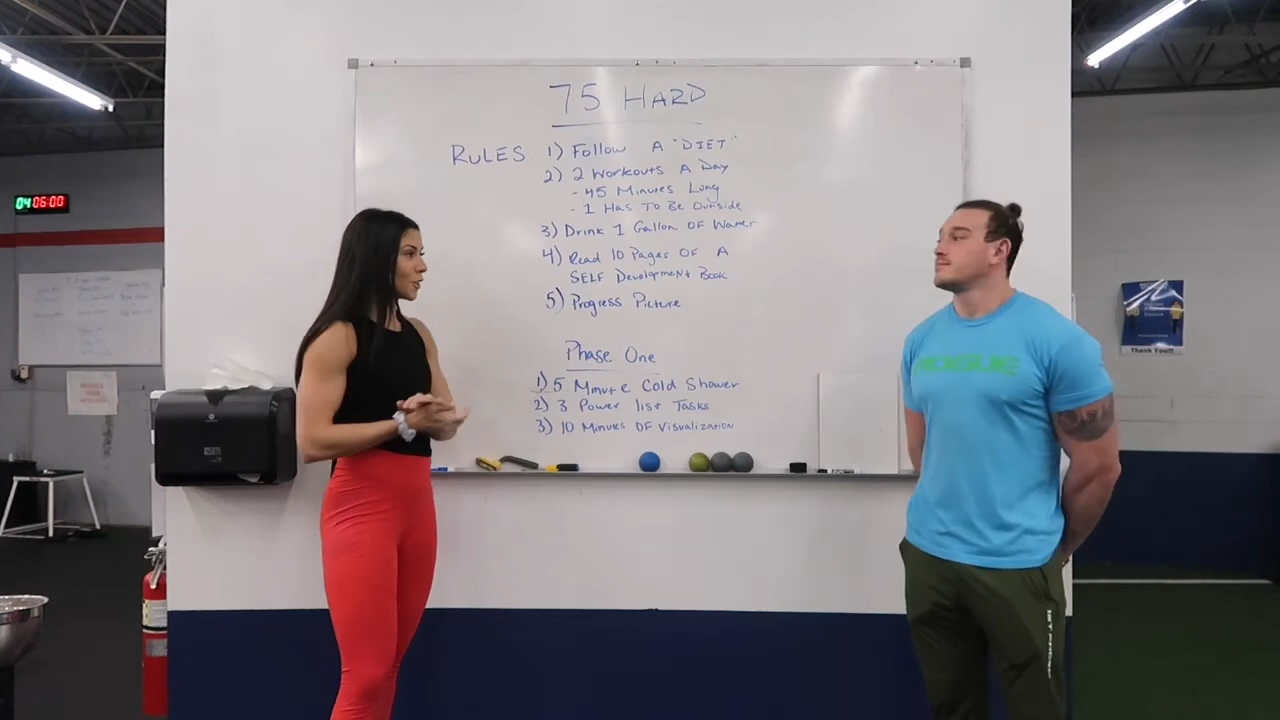 75 HARD
RULES 1) Follow A "DIET"
2) 2 Workouts A Day
- 45 Minutes Long
- 1 Has To Be Outside
3) Drink 1 Gallon OF Water
4) Read 10 Pages OF A
SELF Development Book
5) Progress Picture
Phase One
1) 5 Minute Cold Shower
2) 3 Power list Tasks
3) 10 Minutes OF Visualization
04:06:00
Thank You!!